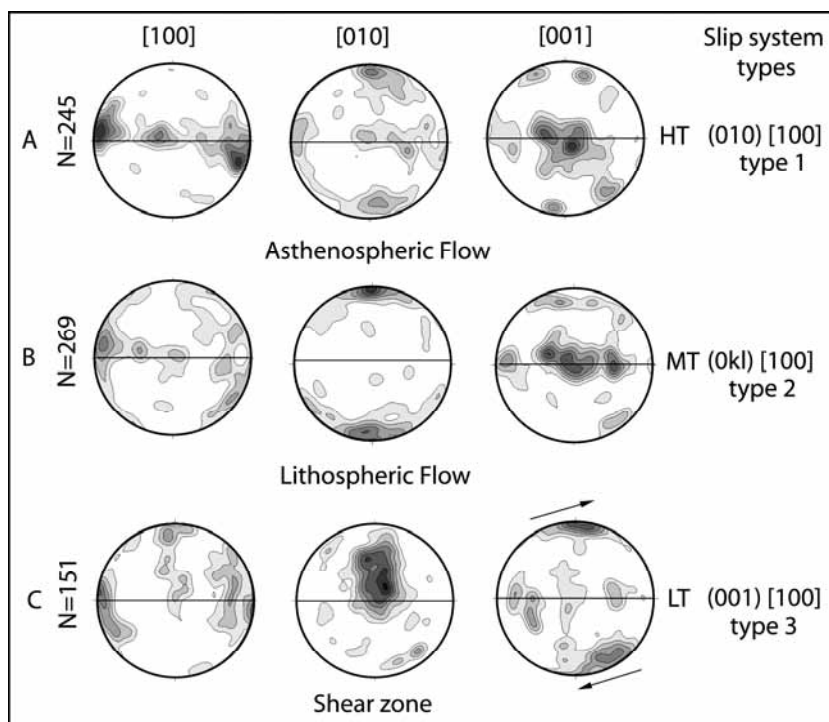 [100] [010] [001] Slip system
types
A N=245 HT (010) [100]
type 1
Asthenospheric Flow
B N=269 MT (0kl) [100]
type 2
Lithospheric Flow
C N=151 LT (001) [100]
type 3
Shear zone